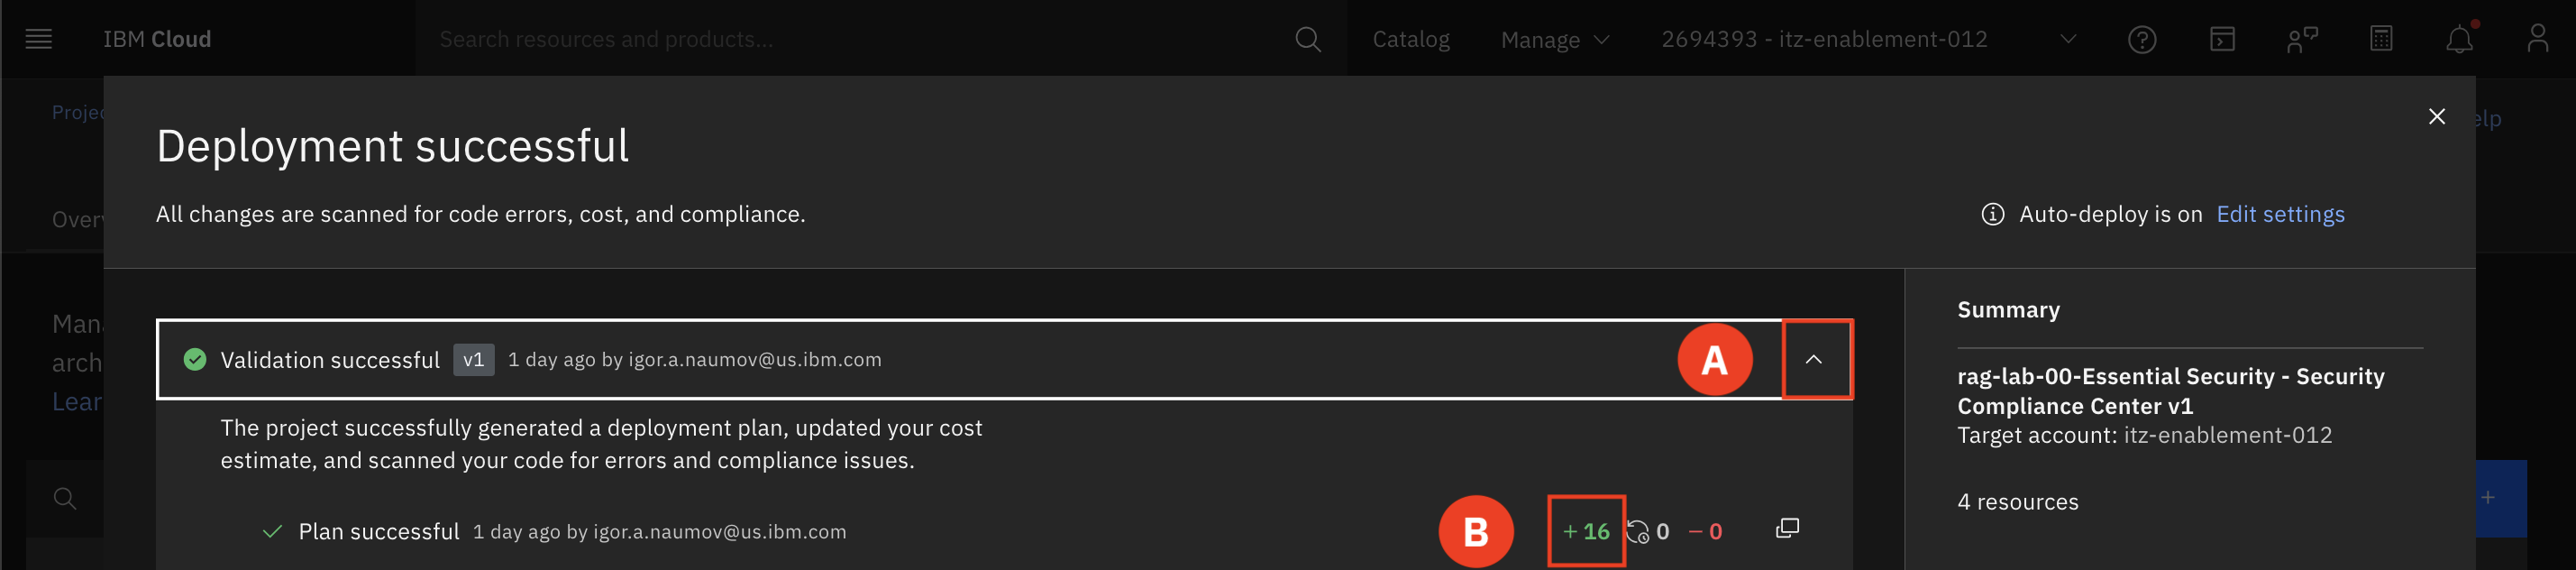 IBM Cloud
Search resources and products...
Catalog
Manage
2694393 - itz-enablement-012
Projec
elp
Deployment successful
All changes are scanned for code errors, cost, and compliance.
Auto-deploy is on Edit settings
Over
Summary
Mana
Validation successful v1 1 day ago by igor.a.naumov@us.ibm.com
A
arch
Lear
rag-lab-00-Essential Security - Security
Compliance Center v1
Target account: itz-enablement-012
The project successfully generated a deployment plan, updated your cost
estimate, and scanned your code for errors and compliance issues.
4 resources
Plan successful 1 day ago by igor.a.naumov@us.ibm.com
B
+ 16 0 − 0